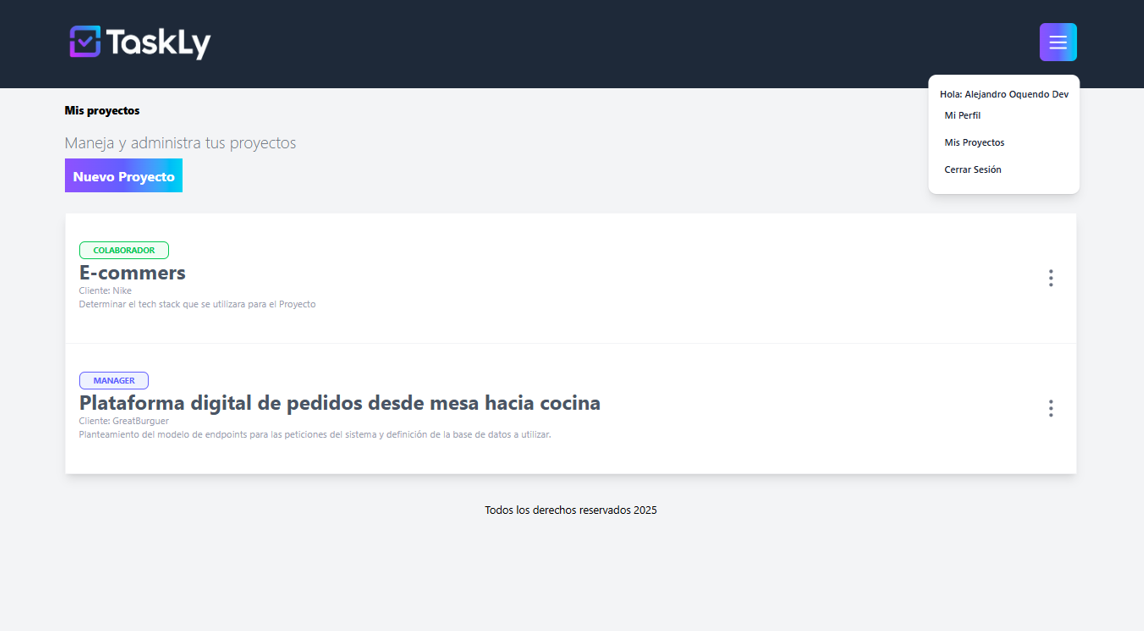 TaskLy
Hola: Alejandro Oquendo Dev
Mi Perfil
Mis Proyectos
Cerrar Sesión
Mis proyectos
Maneja y administra tus proyectos
Nuevo Proyecto
COLABORADOR
E-commers
Cliente: Nike
Determinar el tech stack que se utilizara para el Proyecto
MANAGER
Plataforma digital de pedidos desde mesa hacia cocina
Cliente: GreatBurguer
Planteamiento del modelo de endpoints para las peticiones del sistema y definición de la base de datos a utilizar.
Todos los derechos reservados 2025